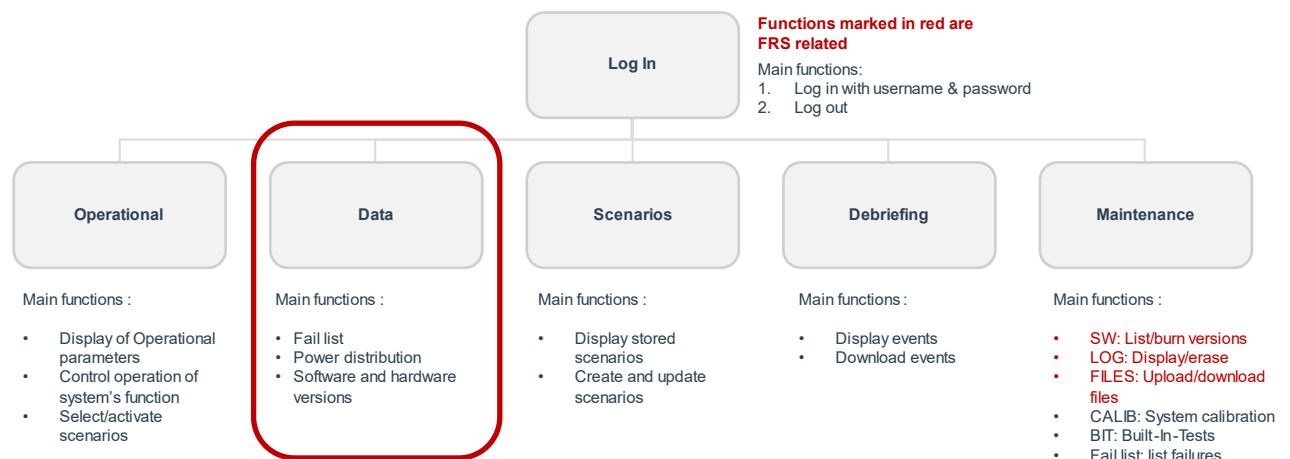 Functions marked in red are
FRS related
Log In
Main functions:
1. Log in with username & password
2. Log out
Operational
Data
Scenarios
Debriefing
Maintenance
Main functions :
• Display of Operational
parameters
• Control operation of
system's function
• Select/activate
scenarios
Main functions :
• Fail list
• Power distribution
• Software and hardware
versions
Main functions :
• Display stored
scenarios
• Create and update
scenarios
Main functions :
• Display events
• Download events
Main functions :
• SW: List/burn versions
• LOG: Display/erase
• FILES: Upload/download
files
• CALIB: System calibration
• BIT: Built-In-Tests
• Fail list: list failures